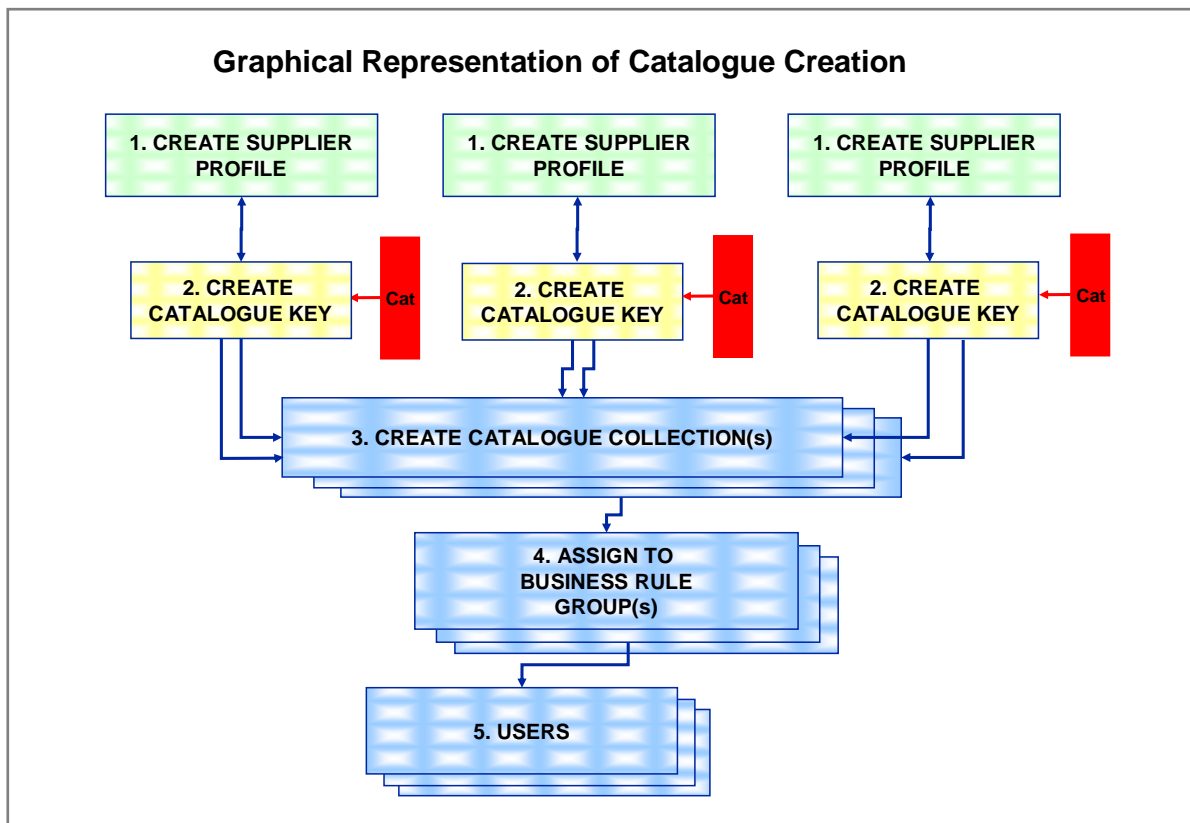 Graphical Representation of Catalogue Creation
1. CREATE SUPPLIER
PROFILE
1. CREATE SUPPLIER
PROFILE
1. CREATE SUPPLIER
PROFILE
2. CREATE
CATALOGUE KEY
Cat
2. CREATE
CATALOGUE KEY
Cat
2. CREATE
CATALOGUE KEY
Cat
3. CREATE CATALOGUE COLLECTION(s)
4. ASSIGN TO
BUSINESS RULE
GROUP(s)
5. USERS